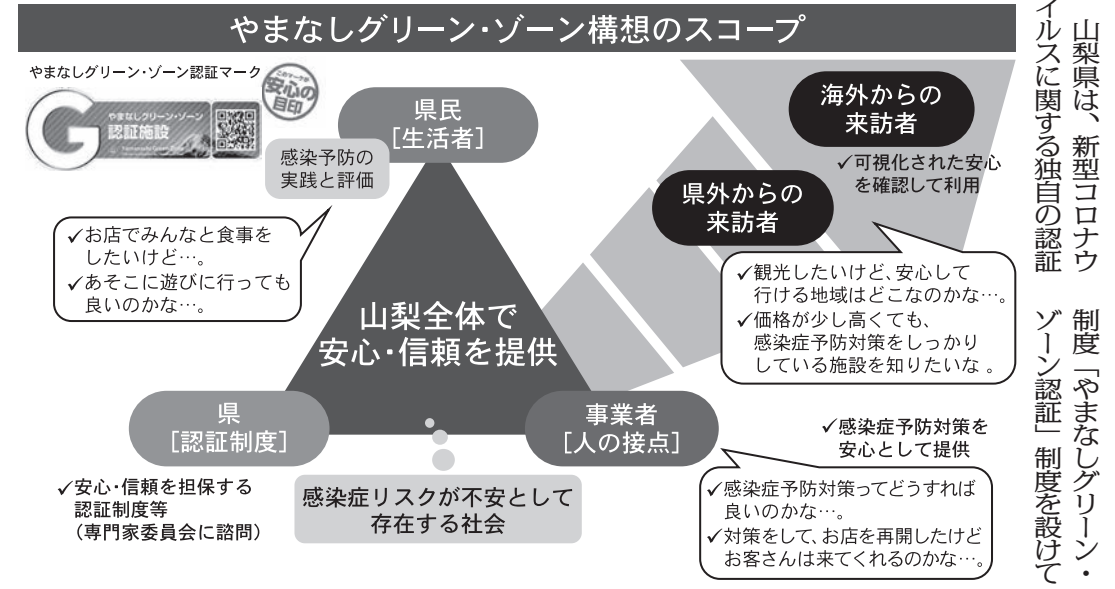 やまなしグリーン・ゾーン構想のスコープ
やまなしグリーン・ゾーン認証マーク
このマークが
安心の
目印
G
やまなしグリーン・ゾーン
認証施設
県民
[生活者]
感染予防の
実践と評価
✓お店でみんなと食事を
したいけど…。
✓あそこに遊びに行っても
良いのかな…。
海外からの
来訪者
✓可視化された安心
を確認して利用
県外からの
来訪者
✓観光したいけど、安心して
行ける地域はどこなのかな…。
✓価格が少し高くても、
感染症予防対策をしっかり
している施設を知りたいな。
山梨全体で
安心・信頼を提供
県
[認証制度]
✓安心・信頼を担保する
認証制度等
（専門家委員会に諮問）
感染症リスクが不安として
存在する社会
事業者
[人の接点]
✓感染症予防対策を
安心として提供
✓感染症予防対策ってどうすれば
良いのかな…。
✓対策をして、お店を再開したけど
お客さんは来てくれるのかな…。
山梨県は、新型コロナウ
イルスに関する独自の認証
制度「やまなしグリーン・
ゾーン認証」制度を設けて